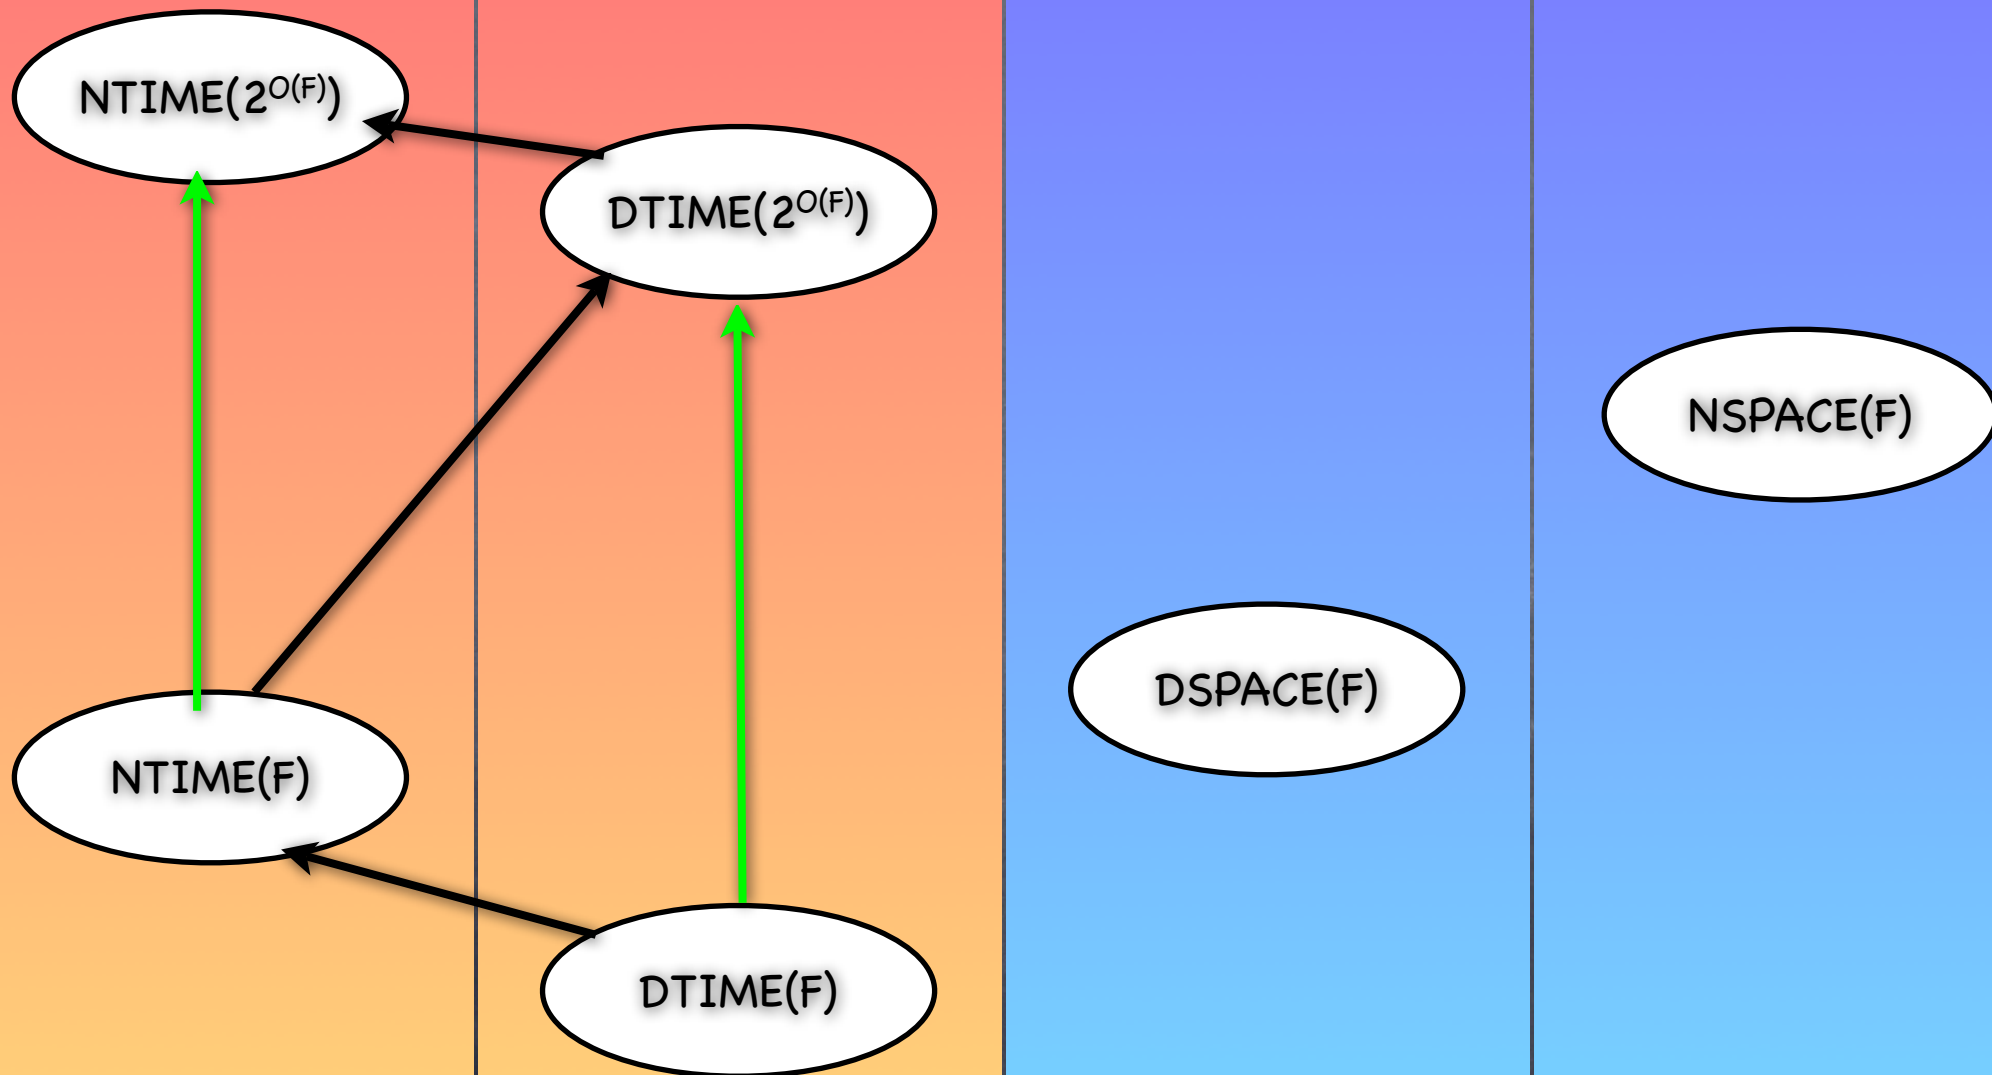 NTIME(2^O(F))
DTIME(2^O(F))
NSPACE(F)
DSPACE(F)
NTIME(F)
DTIME(F)